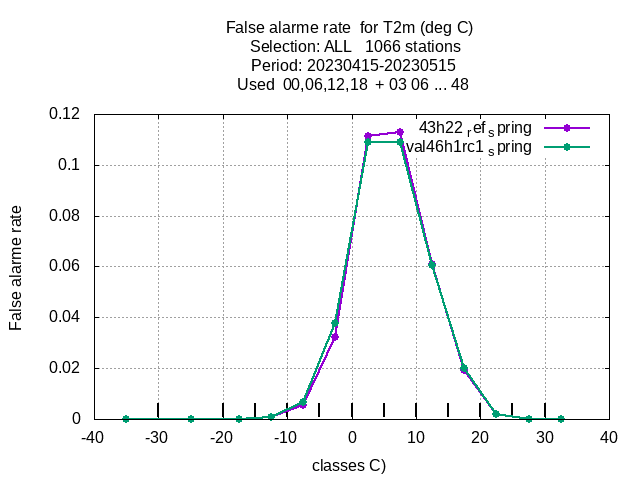 False alarme rate  for T2m (deg C)
Selection: ALL   1066 stations
Period: 20230415-20230515
Used  00,06,12,18  + 03 06 ... 48
43h22 ref spring
val46h1rc1 spring
0.12
0.1
0.08
0.06
0.04
0.02
0
False alarme rate
-40 -30 -20 -10 0 10 20 30 40
classes C)